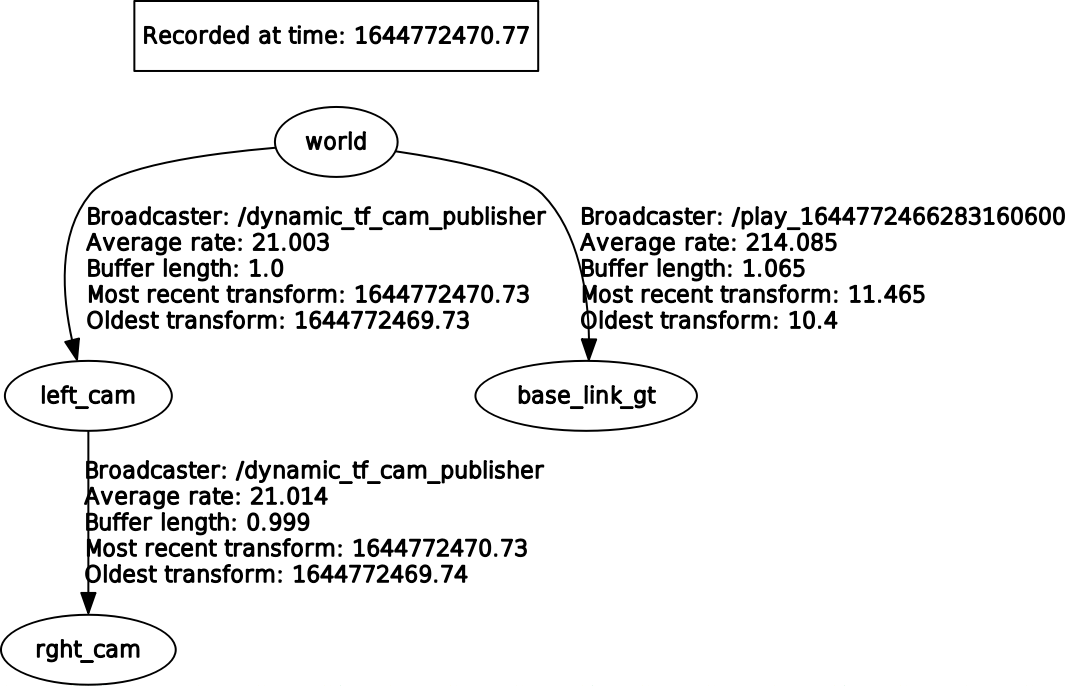 Recorded at time: 1644772470.77
world
Broadcaster: /dynamic_tf_cam_publisher
Average rate: 21.003
Buffer length: 1.0
Most recent transform: 1644772470.73
Oldest transform: 1644772469.73
Broadcaster: /play_1644772466283160600
Average rate: 214.085
Buffer length: 1.065
Most recent transform: 11.465
Oldest transform: 10.4
left_cam
base_link_gt
Broadcaster: /dynamic_tf_cam_publisher
Average rate: 21.014
Buffer length: 0.999
Most recent transform: 1644772470.73
Oldest transform: 1644772469.74
rght_cam